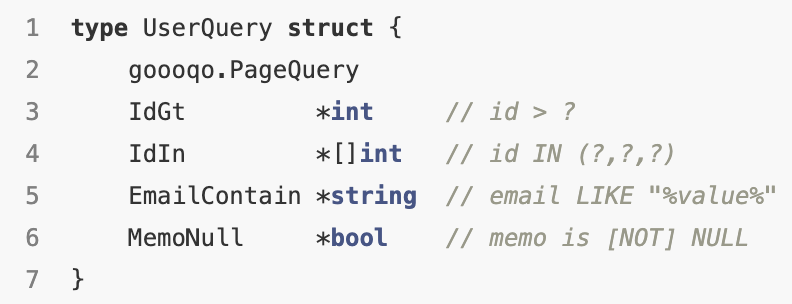 1 type UserQuery struct {
2 goooqo.PageQuery
3 IdGt *int // id > ?
4 IdIn *[]int // id IN (?,?,?)
5 EmailContain *string // email LIKE "%value%"
6 MemoNull *bool // memo is [NOT] NULL
7 }